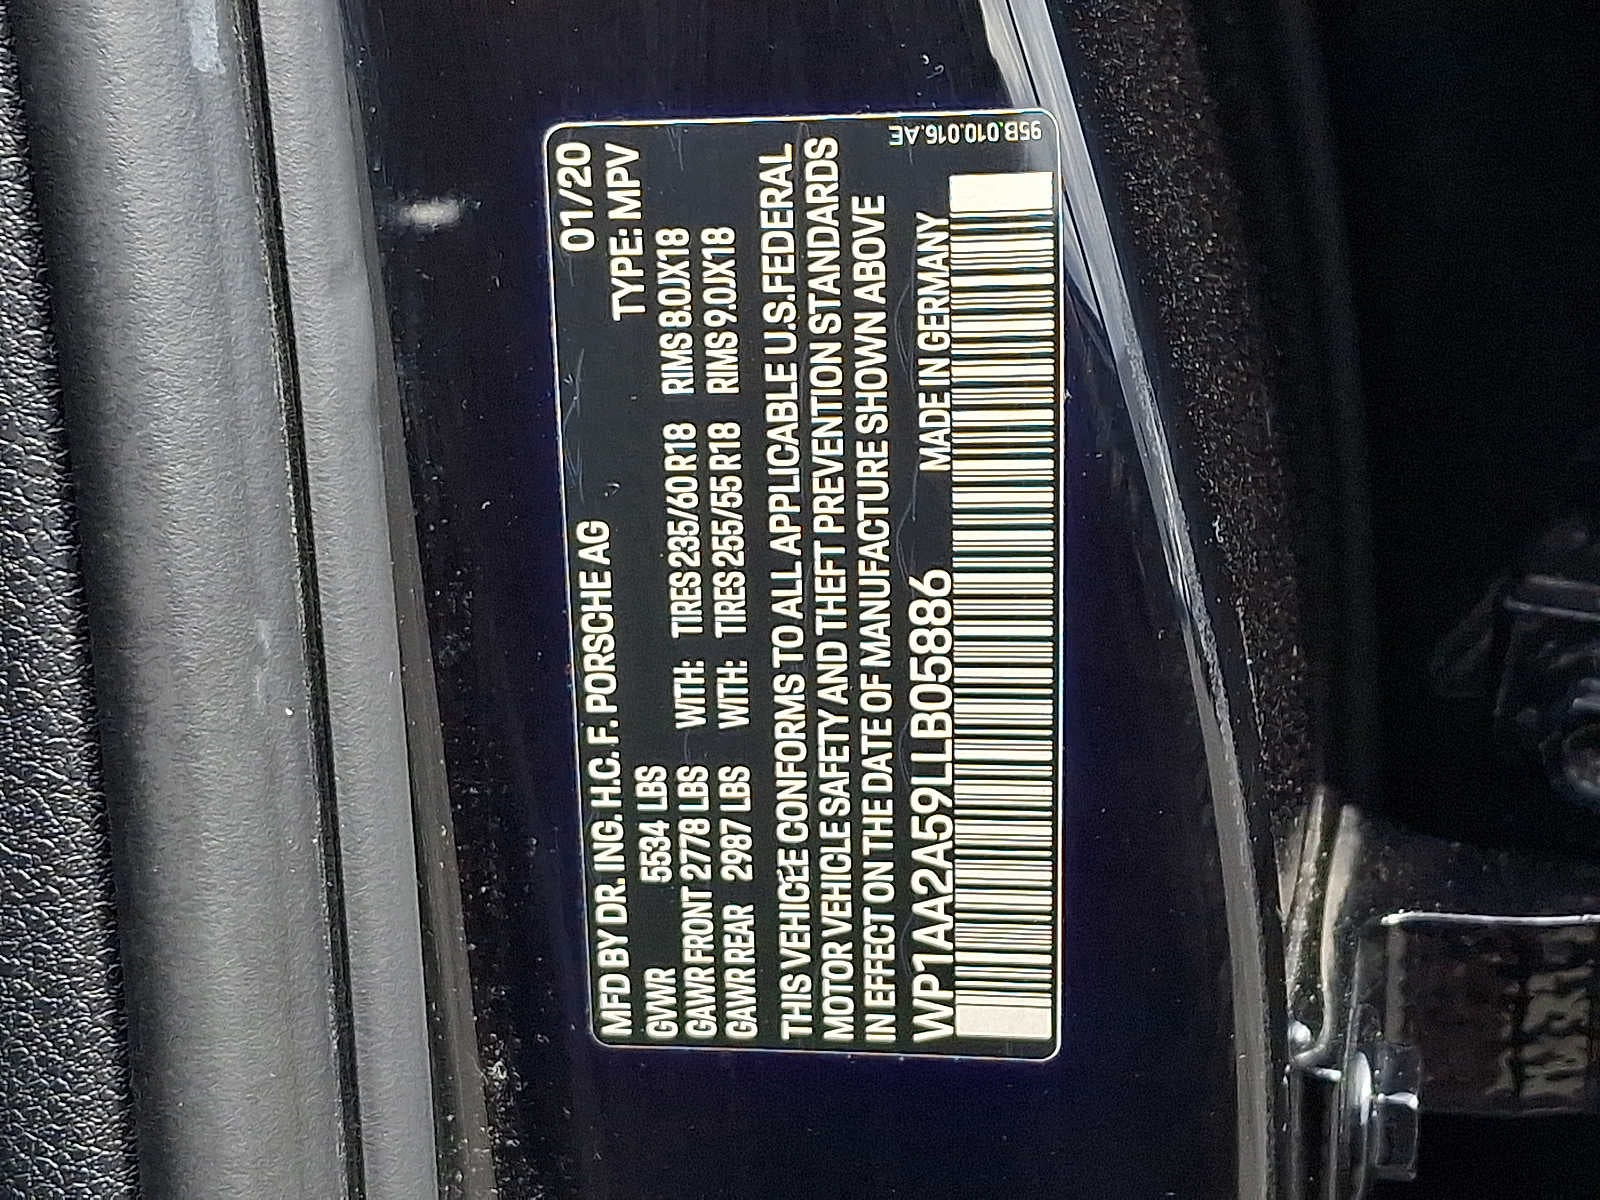 MFD BY DR. ING. H.C. F. PORSCHE AG 01/20
TYPE: MPV
GVWR 5534 LBS
GAWR FRONT 2778 LBS WITH: TIRES 235/60 R18 RIMS 8.0JX18
GAWR REAR 2987 LBS WITH: TIRES 255/55 R18 RIMS 9.0JX18
THIS VEHICLE CONFORMS TO ALL APPLICABLE U.S. FEDERAL
MOTOR VEHICLE SAFETY AND THEFT PREVENTION STANDARDS
IN EFFECT ON THE DATE OF MANUFACTURE SHOWN ABOVE
WP1AA2A59LLB05886 MADE IN GERMANY
95B.010.016.AE